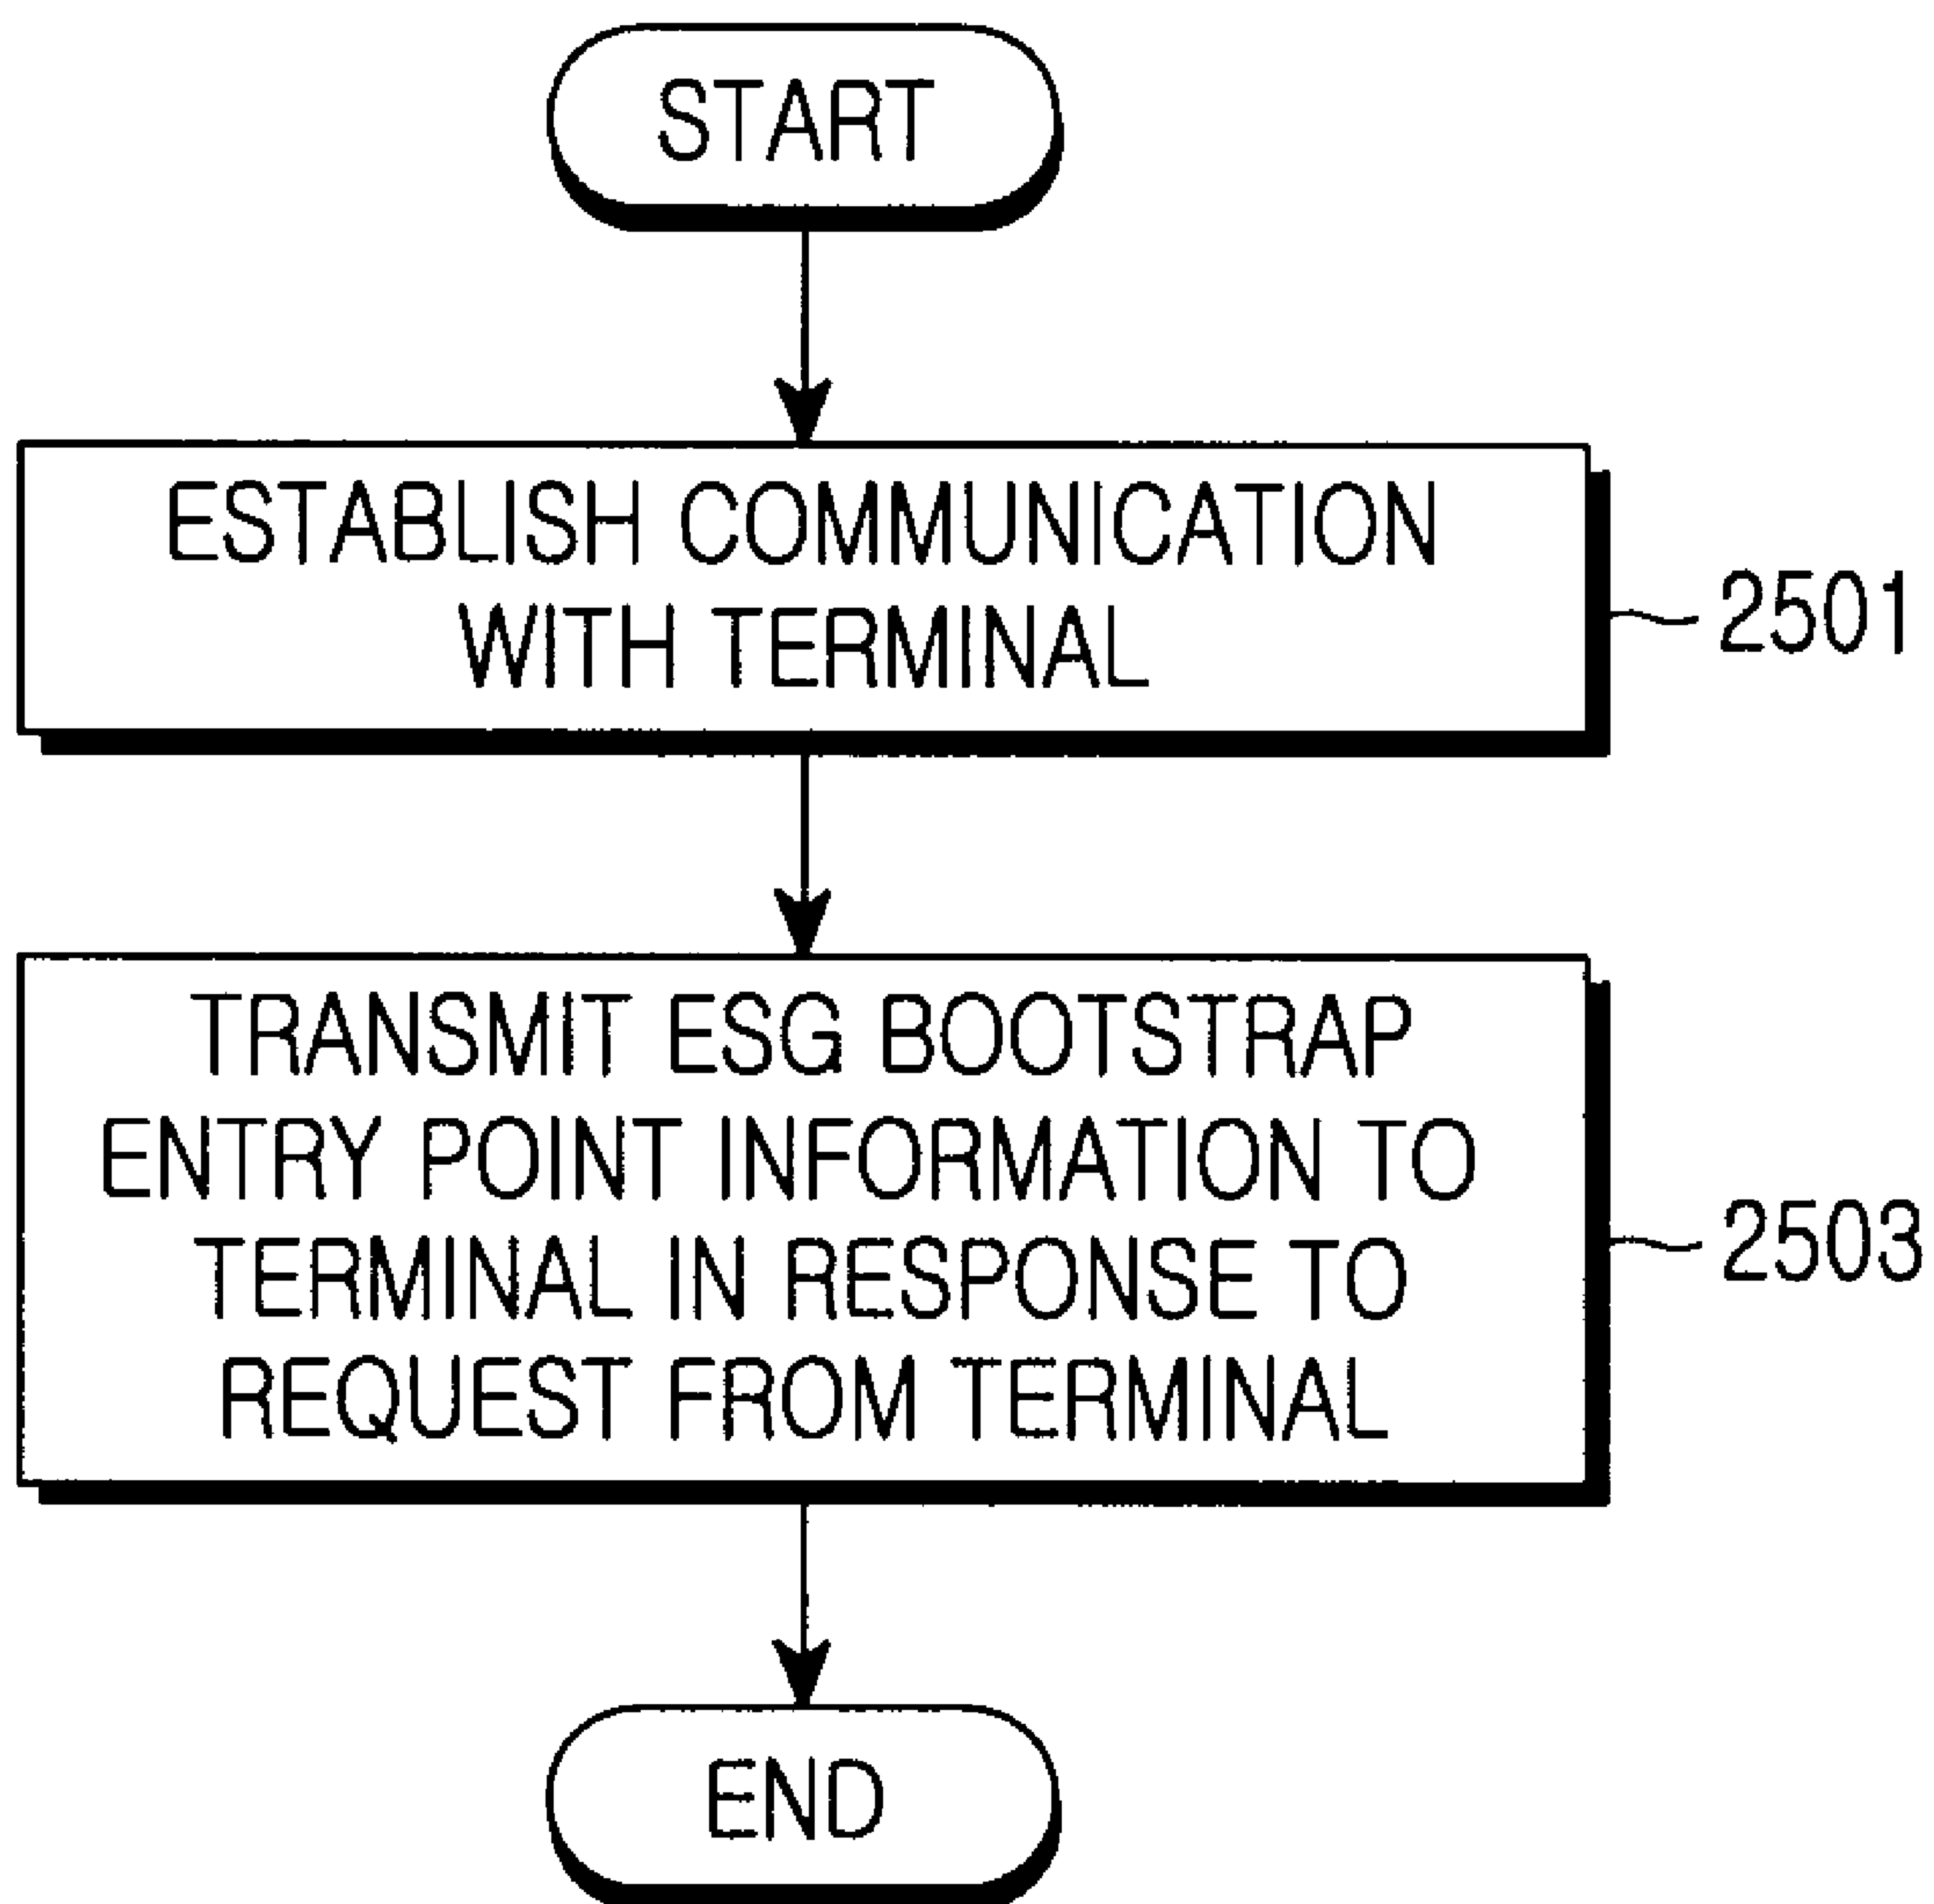 START
ESTABLISH COMMUNICATION
WITH TERMINAL
2501
TRANSMIT ESG BOOTSTRAP
ENTRY POINT INFORMATION TO
TERMINAL IN RESPONSE TO
REQUEST FROM TERMINAL
2503
END